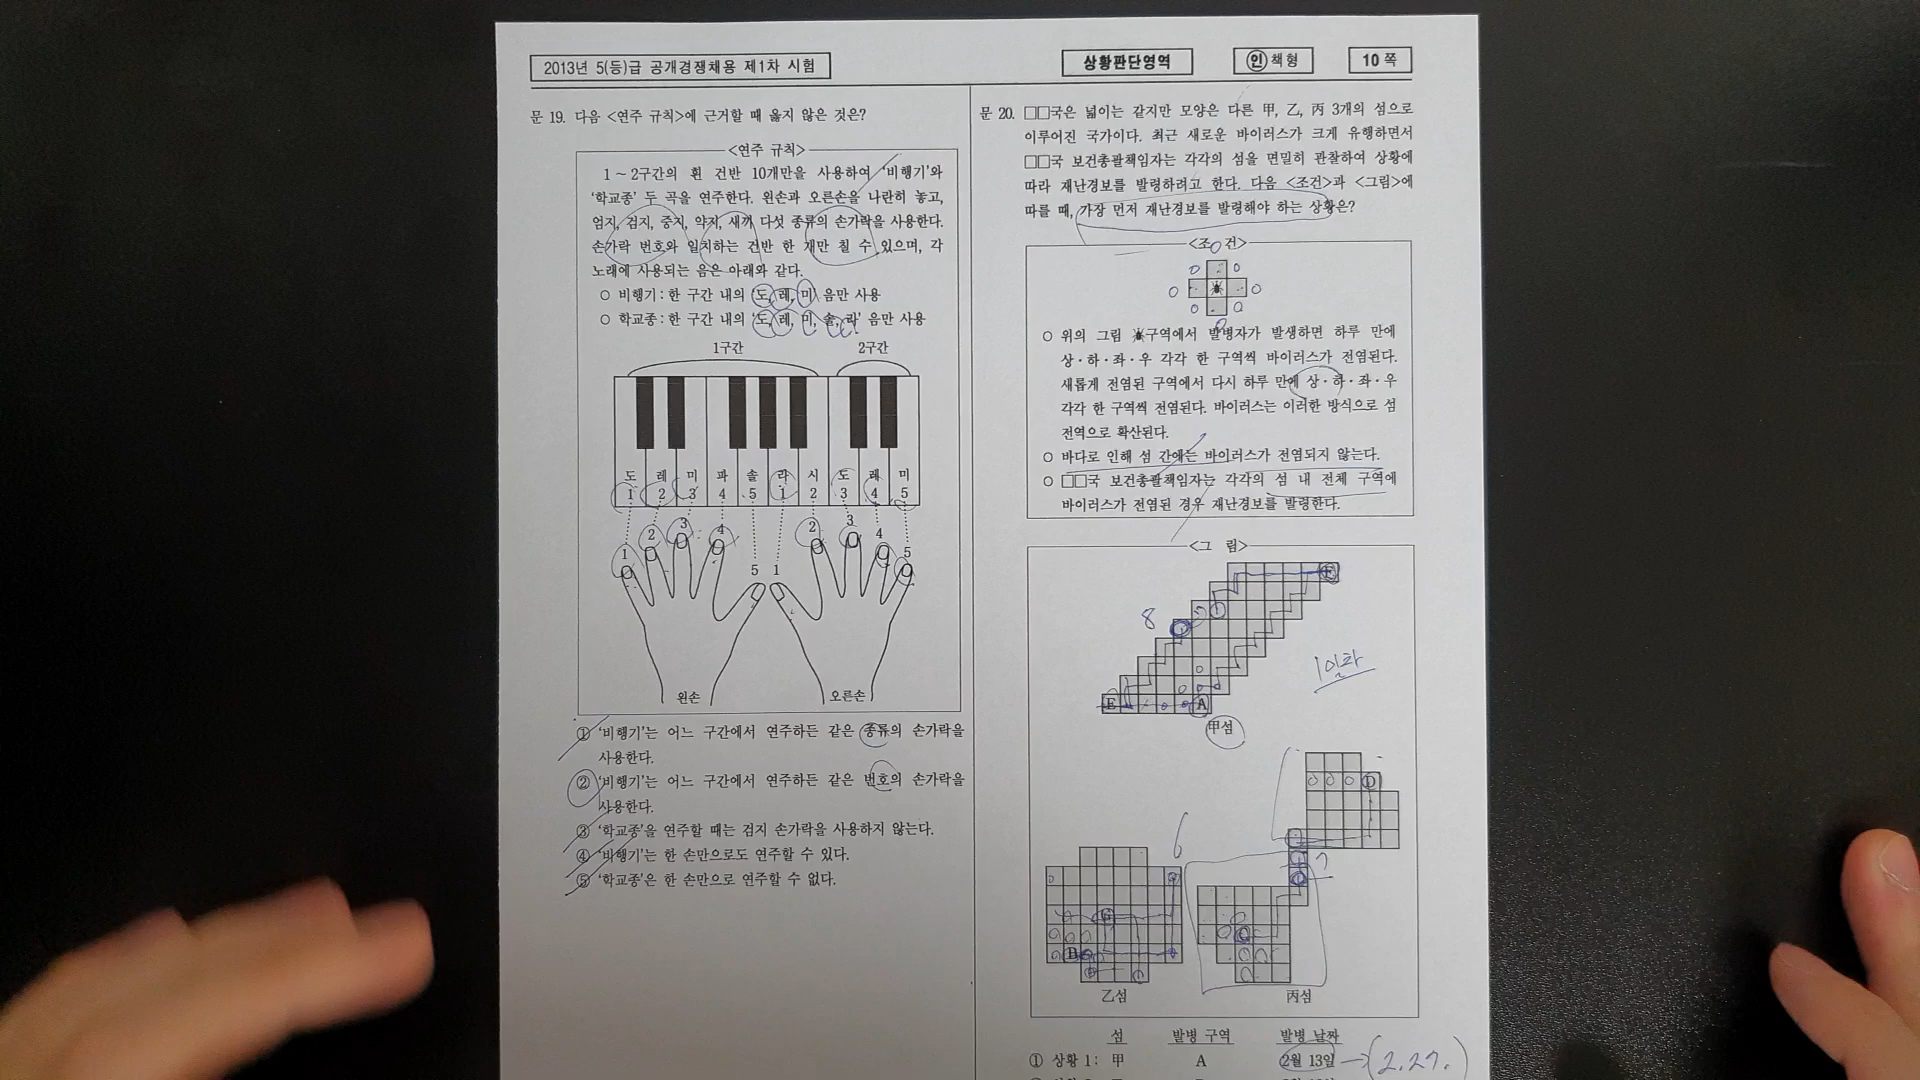 2013년 5(등)급 공개경쟁채용 제1차 시험
상황판단영역
인 책형
10 쪽
문 19. 다음 <연주 규칙>에 근거할 때 옳지 않은 것은?
<연주 규칙>
1 ~ 2구간의 흰 건반 10개만을 사용하여 '비행기'와
'학교종' 두 곡을 연주한다. 왼손과 오른손을 나란히 놓고,
엄지, 검지, 중지, 약지, 새끼 다섯 종류의 손가락을 사용한다.
손가락 번호와 일치하는 건반 한 개만 칠 수 있으며, 각
노래에 사용되는 음은 아래와 같다.
○ 비행기 : 한 구간 내의 '도, 레, 미' 음만 사용
○ 학교종 : 한 구간 내의 '도, 레, 미, 솔, 라' 음만 사용
1구간 2구간
도 레 미 파 솔 라 시 도 레 미
1 2 3 4 5 1 2 3 4 5
1 2 3 4 5 1 2 3 4 5
왼손 오른손
① '비행기'는 어느 구간에서 연주하든 같은 종류의 손가락을
사용한다.
② '비행기'는 어느 구간에서 연주하든 같은 번호의 손가락을
사용한다.
③ '학교종'을 연주할 때는 검지 손가락을 사용하지 않는다.
④ '비행기'는 한 손만으로도 연주할 수 있다.
⑤ '학교종'은 한 손만으로 연주할 수 없다.
문 20. □□국은 넓이는 같지만 모양은 다른 甲, 乙, 丙 3개의 섬으로
이루어진 국가이다. 최근 새로운 바이러스가 크게 유행하면서
□□국 보건총괄책임자는 각각의 섬을 면밀히 관찰하여 상황에
따라 재난경보를 발령하려고 한다. 다음 <조건>과 <그림>에
따를 때, 가장 먼저 재난경보를 발령해야 하는 상황은?
<조 건>
○ 위의 그림 구역에서 발병자가 발생하면 하루 만에
상·하·좌·우 각각 한 구역씩 바이러스가 전염된다.
새롭게 전염된 구역에서 다시 하루 만에 상·하·좌·우
각각 한 구역씩 전염된다. 바이러스는 이러한 방식으로 섬
전역으로 확산된다.
○ 바다로 인해 섬 간에는 바이러스가 전염되지 않는다.
○ □□국 보건총괄책임자는 각각의 섬 내 전체 구역에
바이러스가 전염된 경우 재난경보를 발령한다.
<그 림>
8
1일차
E A
甲섬
D
6
7
B
C
乙섬 丙섬
섬 발병 구역 발병 날짜
① 상황 1: 甲 A 2월 13일 → (2.27.)